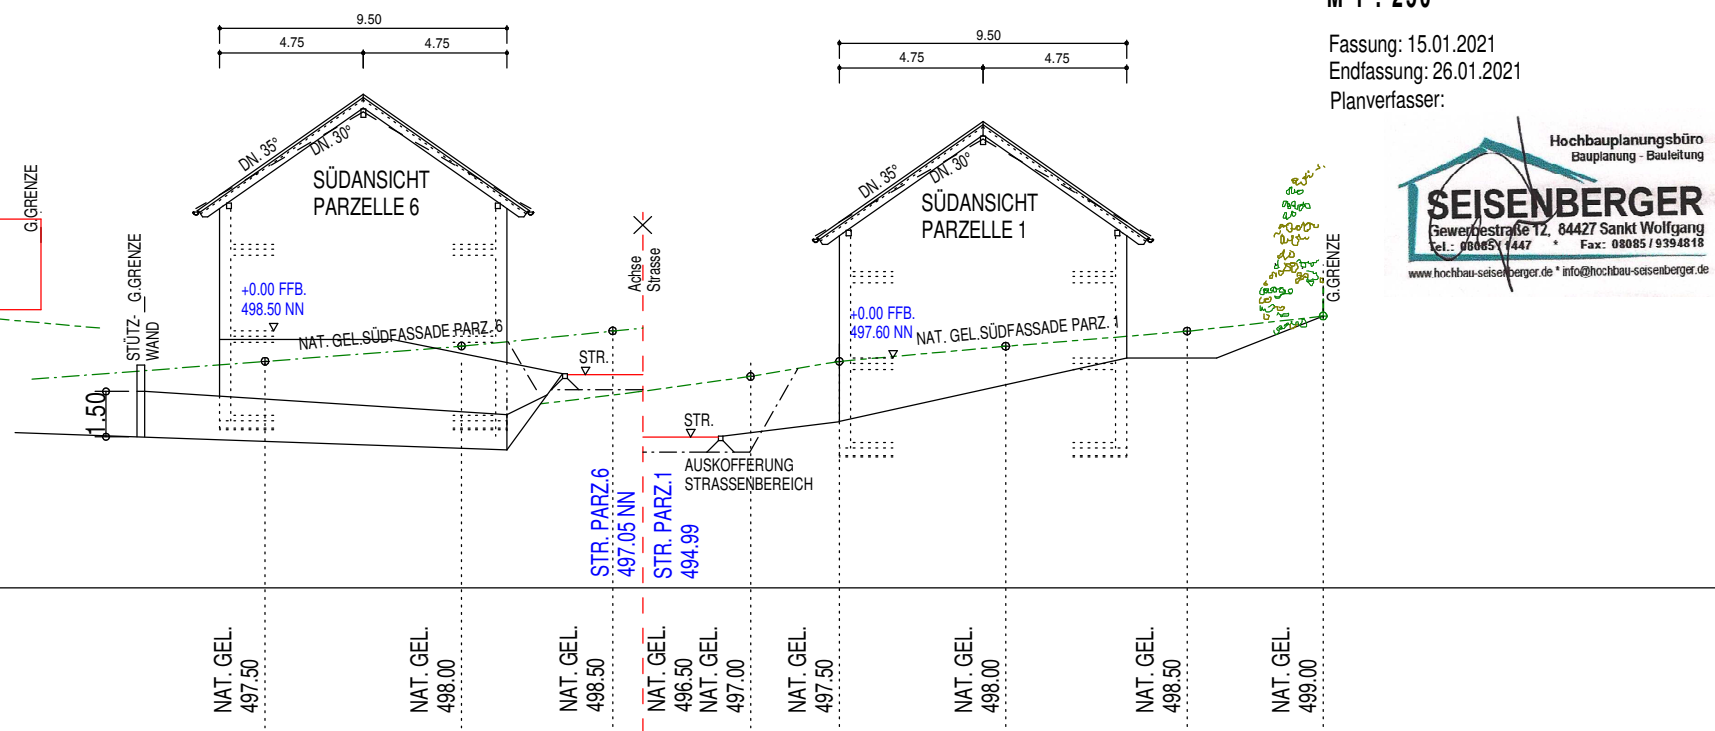 M 1 : 250
Fassung: 15.01.2021
Endfassung: 26.01.2021
Planverfasser:
Hochbauplanungsbüro
Bauplanung - Bauleitung
SEISENBERGER
Gewerbestraße 12, 84427 Sankt Wolfgang
Tel.: 08085 / 1447 * Fax: 08085 / 9394818
www.hochbau-seisenberger.de * info@hochbau-seisenberger.de
9.50
4.75 4.75
9.50
4.75 4.75
DN. 35°
DN. 30°
SÜDANSICHT
PARZELLE 6
DN. 35°
DN. 30°
SÜDANSICHT
PARZELLE 1
G.GRENZE
STÜTZ-
WAND
G.GRENZE
Achse
Strasse
G.GRENZE
+0.00 FFB.
498.50 NN
NAT. GEL.SÜDFASSADE PARZ. 6
+0.00 FFB.
497.60 NN
NAT. GEL.SÜDFASSADE PARZ. 1
STR.
1.50
STR.
AUSKOFFERUNG
STRASSENBEREICH
STR. PARZ.6
497.05 NN
STR. PARZ.1
494.99
NAT. GEL.
497.50
NAT. GEL.
498.00
NAT. GEL.
498.50
NAT. GEL.
496.50
NAT. GEL.
497.00
NAT. GEL.
497.50
NAT. GEL.
498.00
NAT. GEL.
498.50
NAT. GEL.
499.00